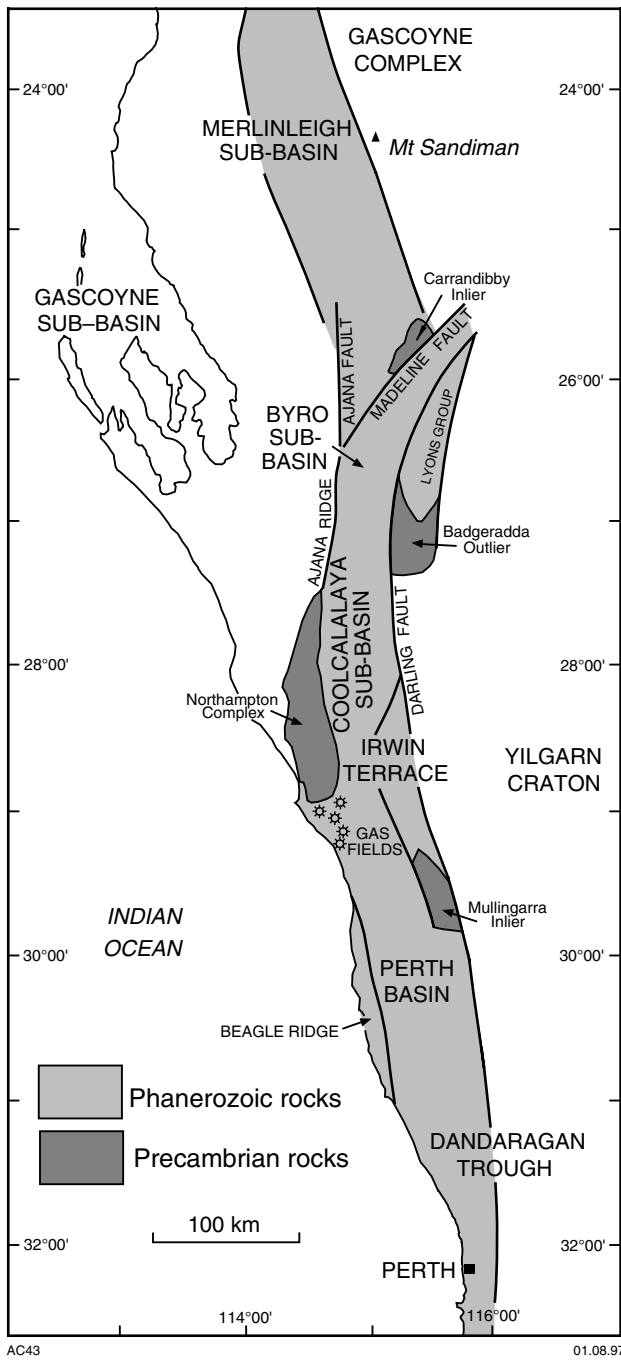 GASCOYNE
COMPLEX
24°00'
24°00'
MERLINLEIGH
SUB-BASIN
Mt Sandiman
Carrandibby
Inlier
GASCOYNE
SUB–BASIN
AJANA FAULT
MADELINE FAULT
26°00'
26°00'
BYRO
SUB-
BASIN
LYONS GROUP
AJANA RIDGE
Badgeradda
Outlier
COOLCALALAYA
SUB-BASIN
DARLING FAULT
28°00'
28°00'
Northampton
Complex
IRWIN
TERRACE
YILGARN
CRATON
GAS
FIELDS
INDIAN
OCEAN
Mullingarra
Inlier
30°00'
30°00'
PERTH
BASIN
BEAGLE RIDGE
Phanerozoic rocks
Precambrian rocks
DANDARAGAN
TROUGH
100 km
32°00'
32°00'
PERTH
114°00'
116°00'
AC43
01.08.97